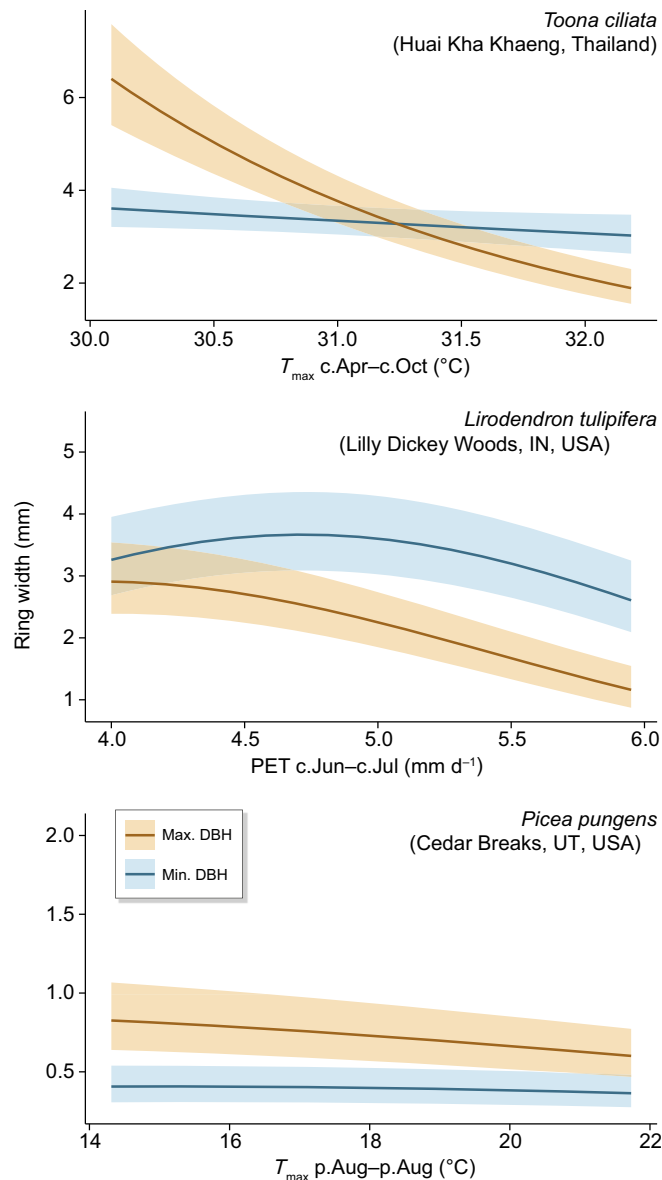 Toona ciliata
(Huai Kha Khaeng, Thailand)
6
4
2
30.0 30.5 31.0 31.5 32.0
Tmax c.Apr–c.Oct (°C)
Lirodendron tulipifera
(Lilly Dickey Woods, IN, USA)
Ring width (mm)
5
4
3
2
1
4.0 4.5 5.0 5.5 6.0
PET c.Jun–c.Jul (mm d⁻¹)
Picea pungens
(Cedar Breaks, UT, USA)
Max. DBH
Min. DBH
2.0
1.5
1.0
0.5
14 16 18 20 22
Tmax p.Aug–p.Aug (°C)